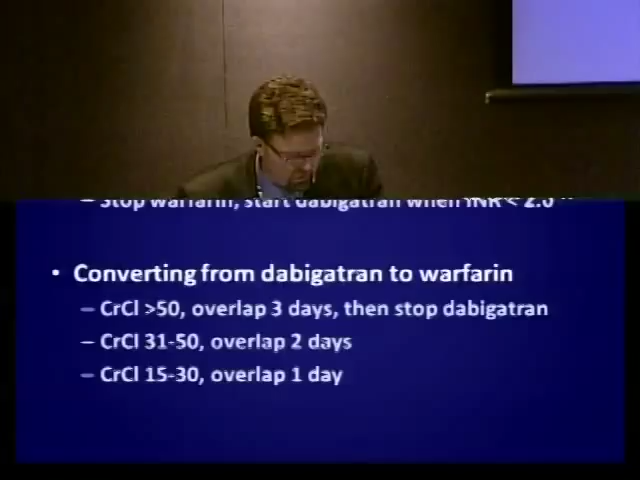 – Stop warfarin, start dabigatran when INR < 2.0
• Converting from dabigatran to warfarin
– CrCl >50, overlap 3 days, then stop dabigatran
– CrCl 31-50, overlap 2 days
– CrCl 15-30, overlap 1 day